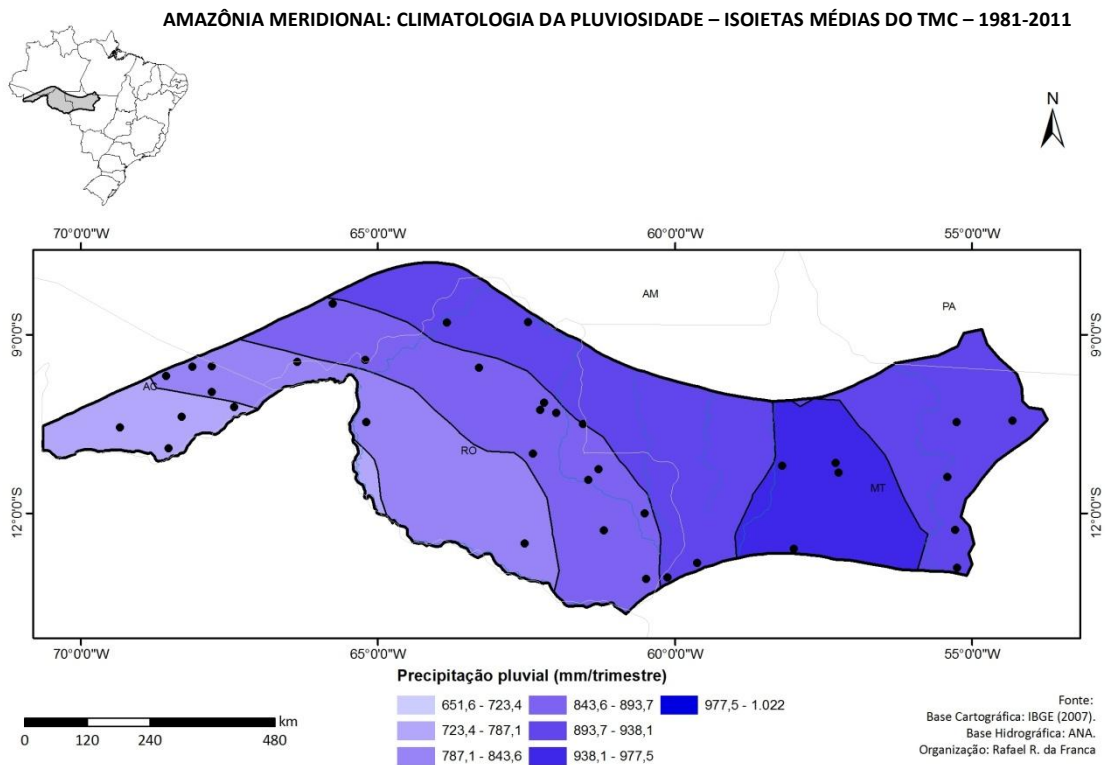 AMAZÔNIA MERIDIONAL: CLIMATOLOGIA DA PLUVIOSIDADE – ISOIETAS MÉDIAS DO TMC – 1981-2011
N
70°0'0"W 65°0'0"W 60°0'0"W 55°0'0"W
AM
PA
9°0'0"S 9°0'0"S
AC
RO
MT
12°0'0"S 12°0'0"S
70°0'0"W 65°0'0"W 60°0'0"W 55°0'0"W
Precipitação pluvial (mm/trimestre)
651,6 - 723,4 843,6 - 893,7 977,5 - 1.022
723,4 - 787,1 893,7 - 938,1
787,1 - 843,6 938,1 - 977,5
km
0 120 240 480
Fonte:
Base Cartográfica: IBGE (2007).
Base Hidrográfica: ANA.
Organização: Rafael R. da Franca